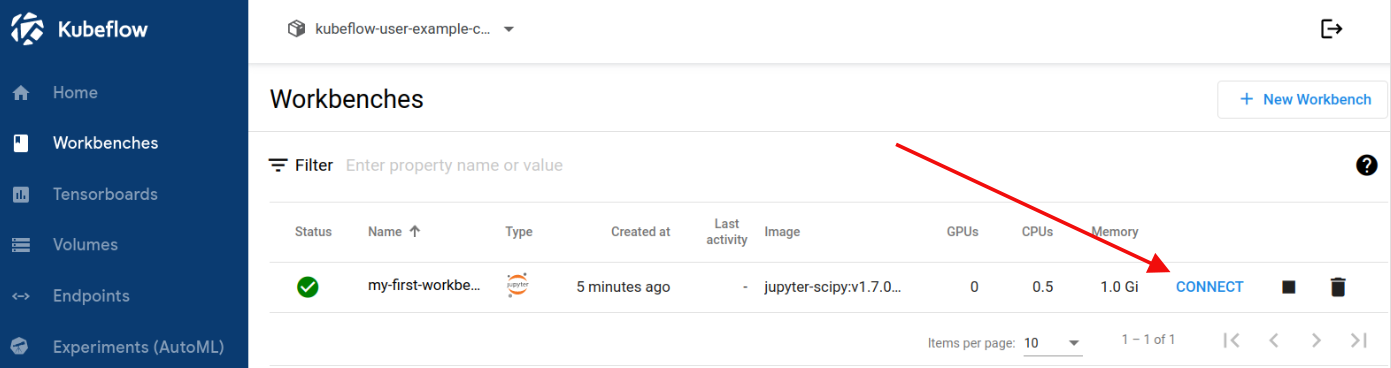 Kubeflow
kubeflow-user-example-c...
Home
Workbenches
Tensorboards
Volumes
Endpoints
Experiments (AutoML)
Workbenches
New Workbench
Filter Enter property name or value
Status Name Type Created at Last activity Image GPUs CPUs Memory
my-first-workbe... jupyter 5 minutes ago - jupyter-scipy:v1.7.0... 0 0.5 1.0 Gi CONNECT
Items per page: 10 1 – 1 of 1